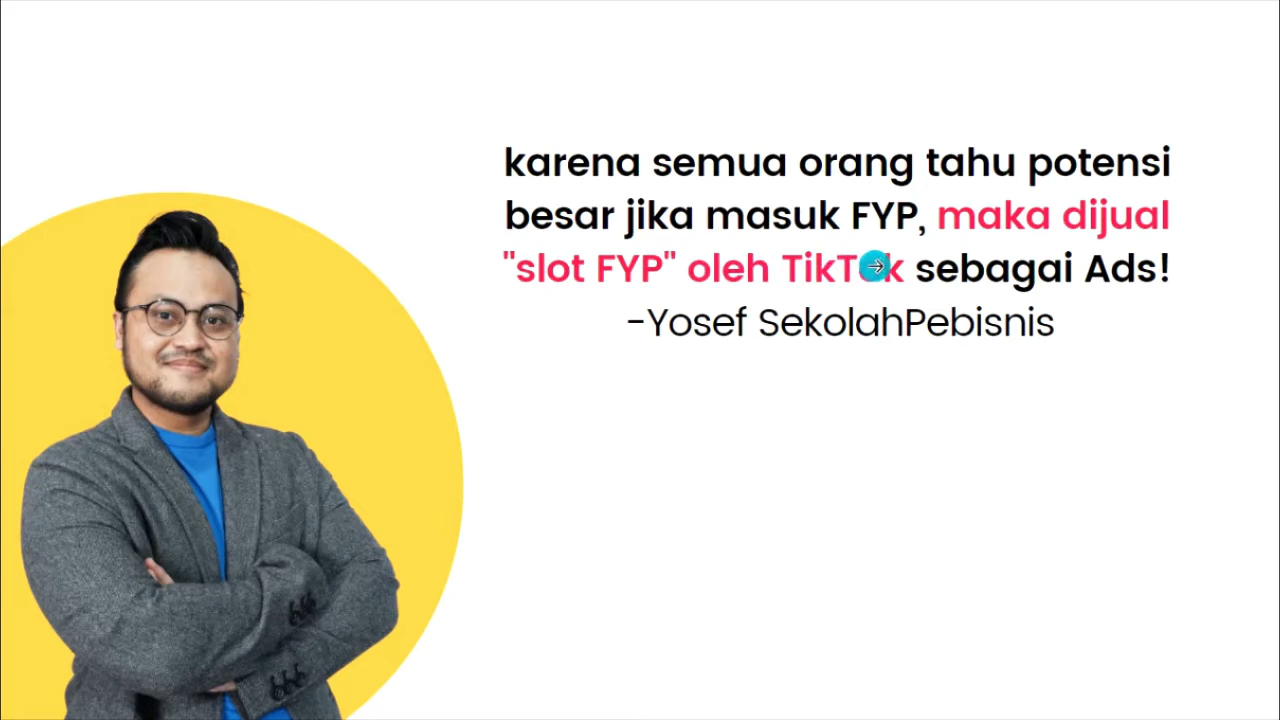 karena semua orang tahu potensi
besar jika masuk FYP, maka dijual
"slot FYP" oleh TikTok sebagai Ads!
-Yosef SekolahPebisnis